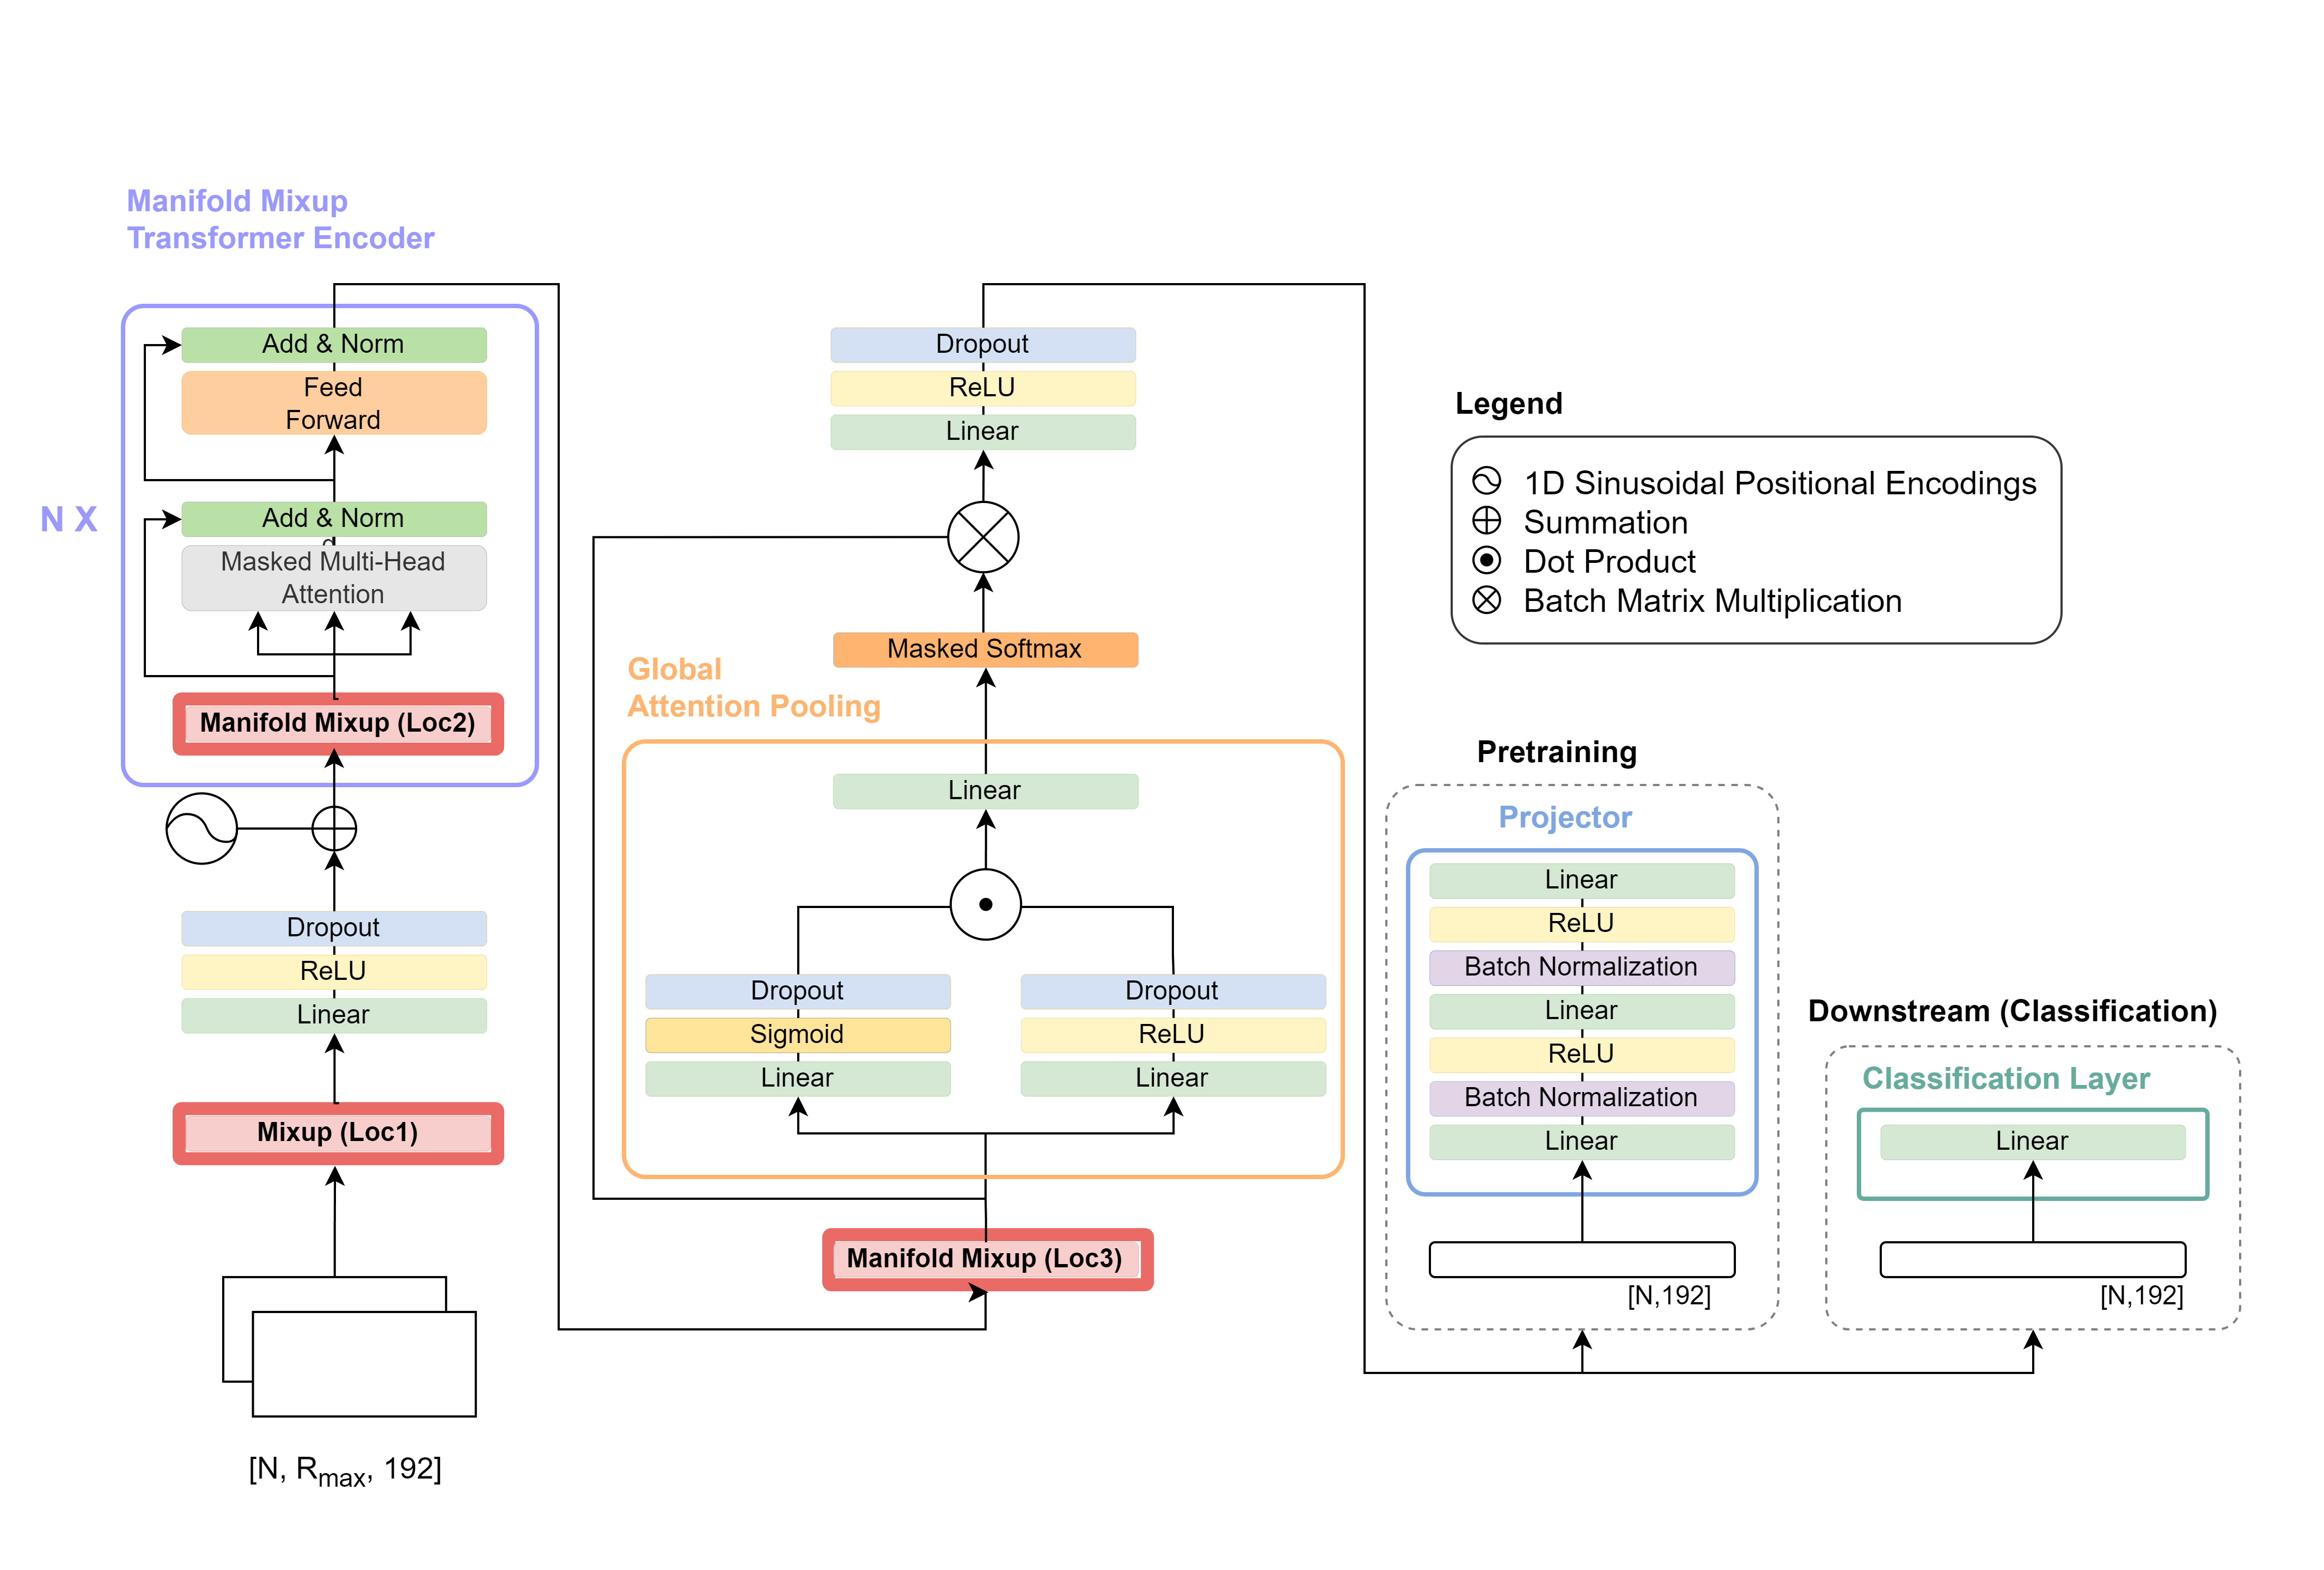 Manifold Mixup
Transformer Encoder
N X
Add & Norm
Feed
Forward
Add & Norm
Masked Multi-Head
Attention
Manifold Mixup (Loc2)
Dropout
ReLU
Linear
Mixup (Loc1)
[N, Rmax, 192]
Dropout
ReLU
Linear
Masked Softmax
Global
Attention Pooling
Linear
Dropout
Sigmoid
Linear
Dropout
ReLU
Linear
Manifold Mixup (Loc3)
Legend
1D Sinusoidal Positional Encodings
Summation
Dot Product
Batch Matrix Multiplication
Pretraining
Projector
Linear
ReLU
Batch Normalization
Linear
ReLU
Batch Normalization
Linear
[N,192]
Downstream (Classification)
Classification Layer
Linear
[N,192]